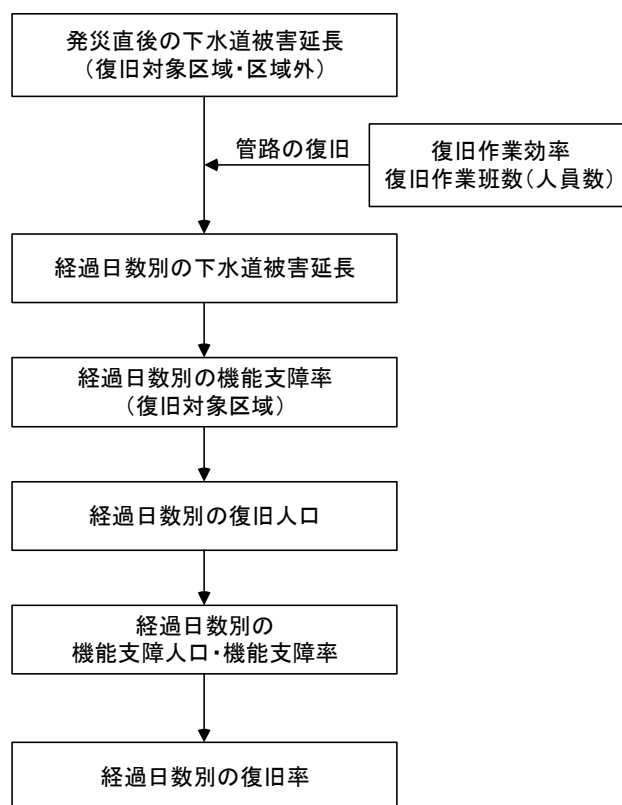 発災直後の下水道被害延長
（復旧対象区域・区域外）
管路の復旧
復旧作業効率
復旧作業班数（人員数）
経過日数別の下水道被害延長
経過日数別の機能支障率
（復旧対象区域）
経過日数別の復旧人口
経過日数別の
機能支障人口・機能支障率
経過日数別の復旧率